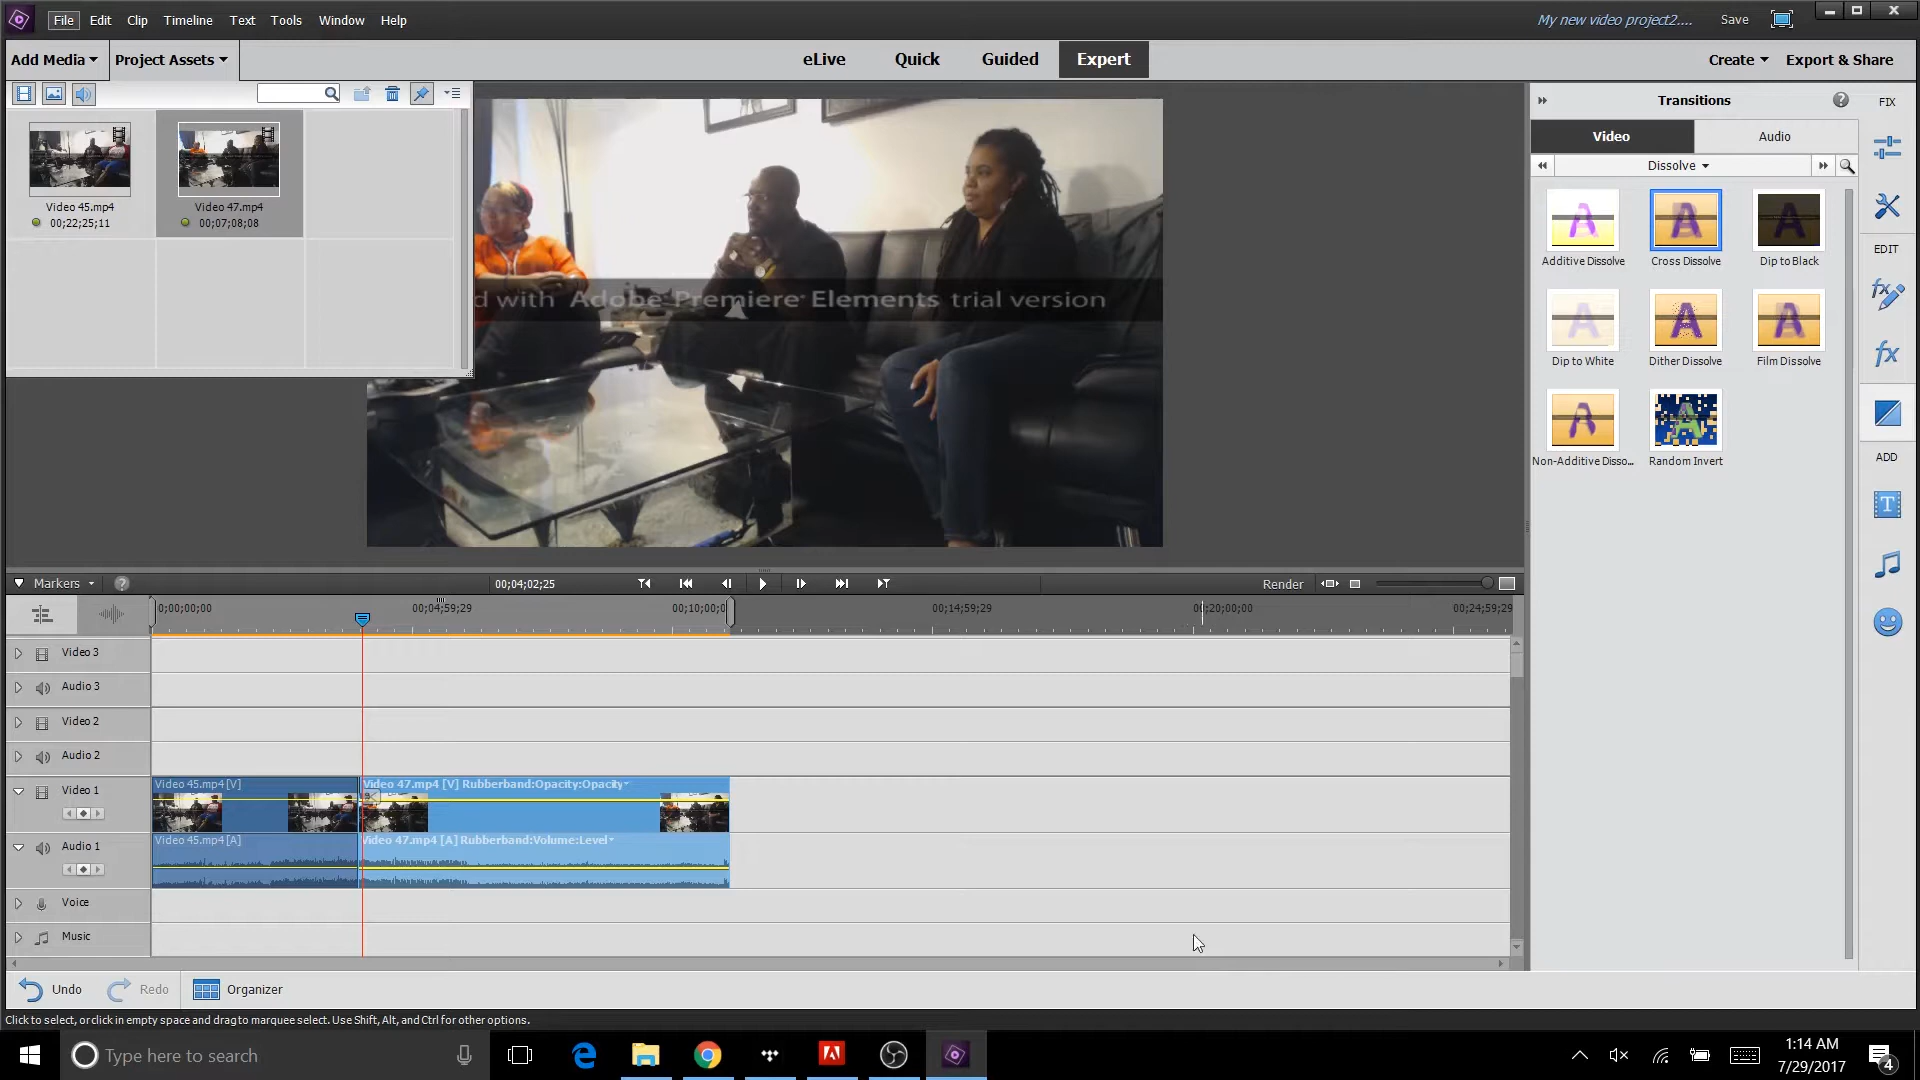 File Edit Clip Timeline Text Tools Window Help
My new video project2.... Save
Add Media Project Assets
eLive Quick Guided Expert
Create Export & Share
Video 45.mp4
00;22;25;11
Video 47.mp4
00;07;08;08
d with Adobe Premiere Elements trial version
Transitions
Video Audio
Dissolve
Additive Dissolve Cross Dissolve Dip to Black
Dip to White Dither Dissolve Film Dissolve
Non-Additive Disso... Random Invert
FIX
EDIT
ADD
Markers 00;04;02;25 Render
0;00;00;00 00;04;59;29 00;10;00;0 00;14;59;29 00;20;00;00 00;24;59;29
Video 3
Audio 3
Video 2
Audio 2
Video 1
Video 45.mp4 [V] Video 47.mp4 [V] Rubberband:Opacity:Opacity
Audio 1
Video 45.mp4 [A] Video 47.mp4 [A] Rubberband:Volume:Level
Voice
Music
Undo Redo Organizer
Click to select, or click in empty space and drag to marquee select. Use Shift, Alt, and Ctrl for other options.
Type here to search
1:14 AM
7/29/2017
4